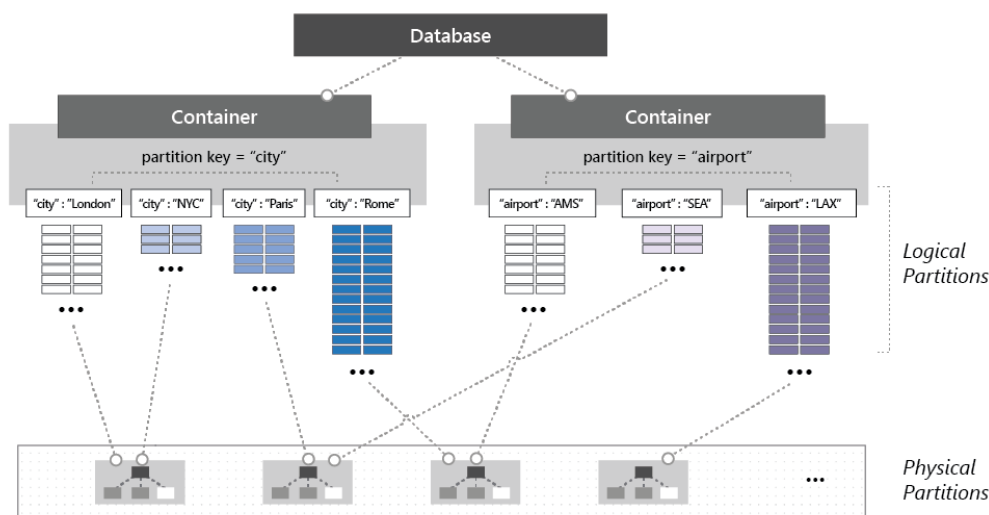 Database
Container
Container
partition key = “city”
partition key = “airport”
“city” : “London”
“city” : “NYC”
“city” : “Paris”
“city” : “Rome”
“airport” : “AMS”
“airport” : “SEA”
“airport” : “LAX”
Logical
Partitions
Physical
Partitions